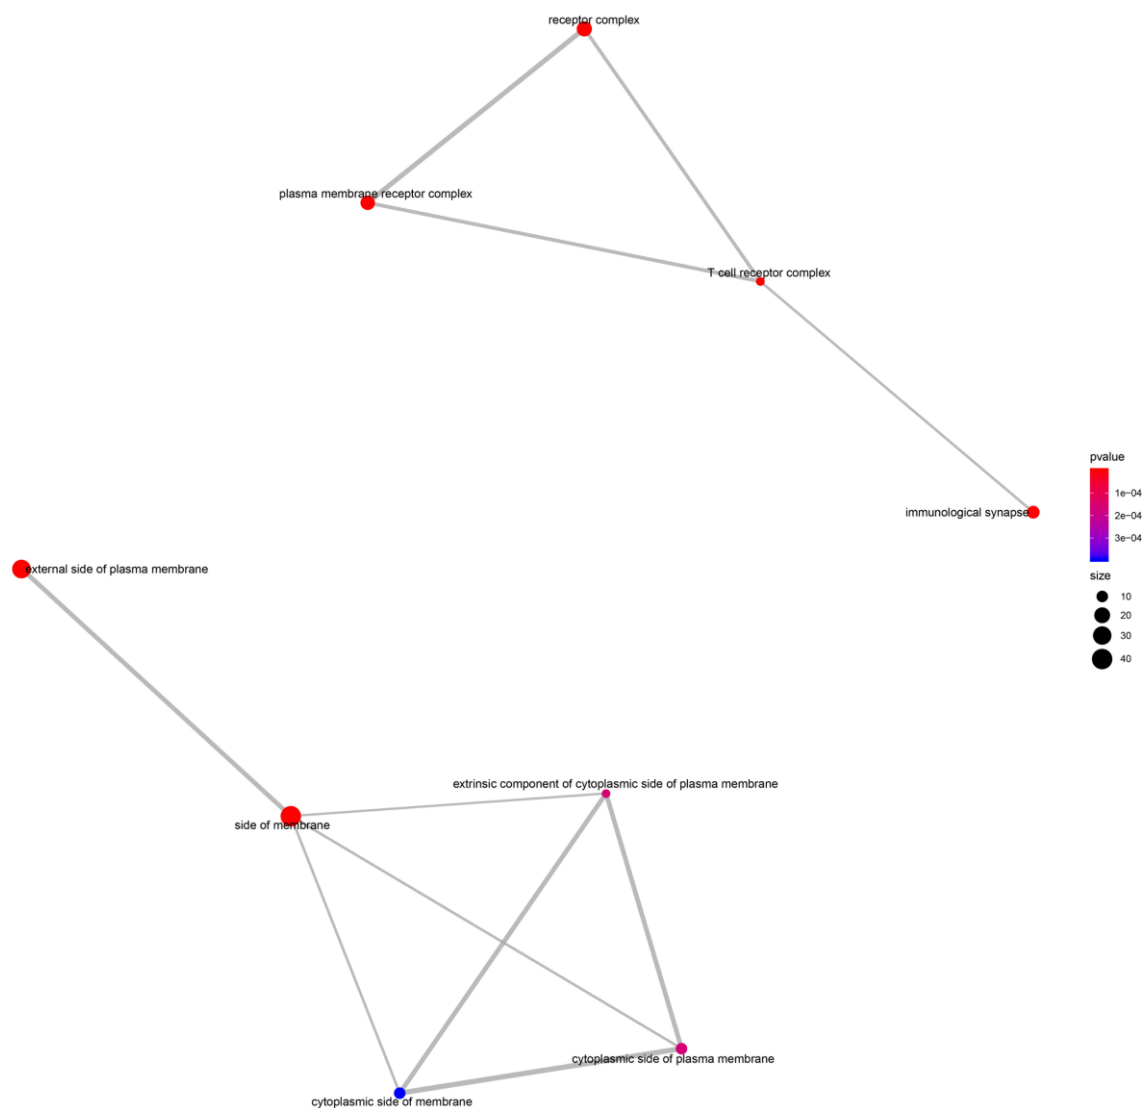 receptor complex
plasma membrane receptor complex
T cell receptor complex
pvalue
1e−04
2e−04
3e−04
immunological synapse
external side of plasma membrane
size
10
20
30
40
extrinsic component of cytoplasmic side of plasma membrane
side of membrane
cytoplasmic side of plasma membrane
cytoplasmic side of membrane